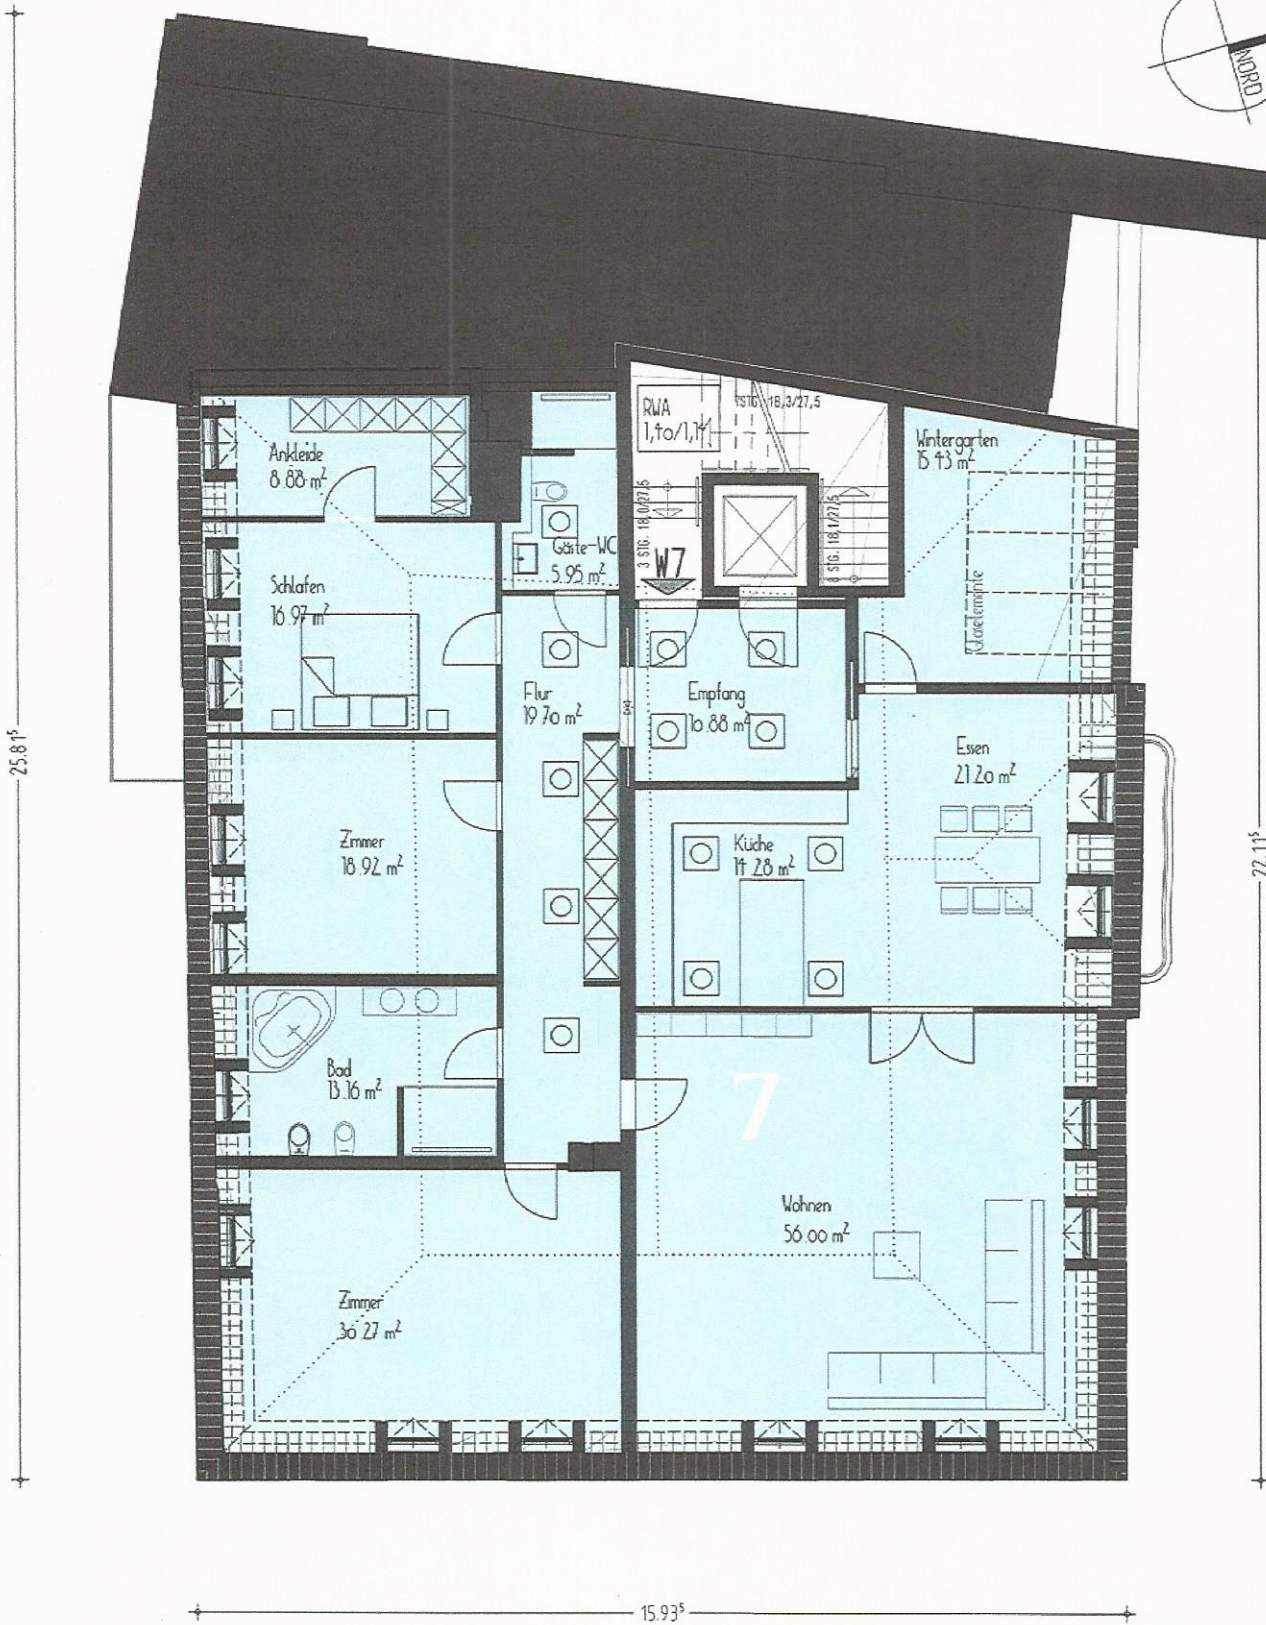 NORD
RWA
1,40/1,14
STG. 18,3/27,5
Ankleide
8.88 m²
Wintergarten
15.43 m²
3 STG. 18,0/27,5
8 STG. 18,1/27,5
Gäste-WC
5.95 m²
W7
Schlafen
16.97 m²
Glaselemente
Flur
19.70 m²
Empfang
10.88 m²
Essen
21.20 m²
25.81⁵
Zimmer
18.92 m²
Küche
14.28 m²
22.11⁵
Bad
13.16 m²
7
Wohnen
56.00 m²
Zimmer
36.27 m²
15.93⁵